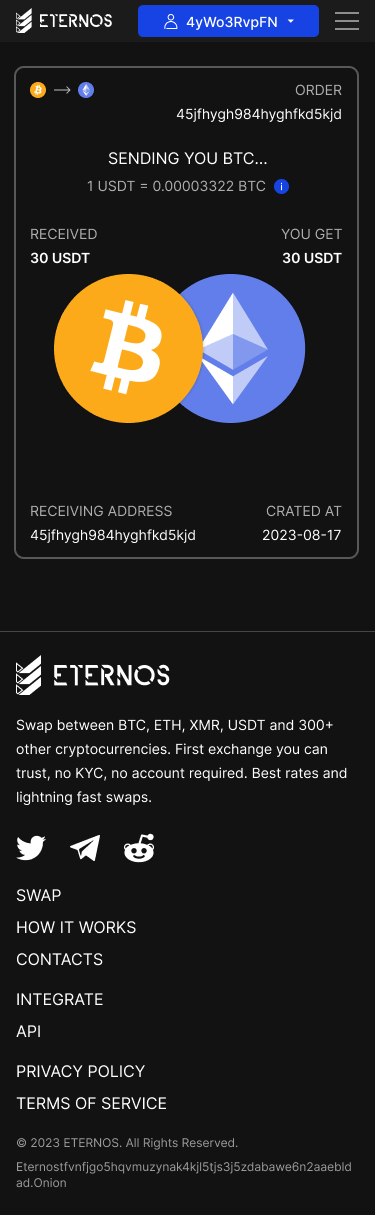 ETERNOS
4yWo3RvpFN
ORDER
45jfhygh984hyghfkd5kjd
SENDING YOU BTC...
1 USDT = 0.00003322 BTC i
RECEIVED
YOU GET
30 USDT
30 USDT
RECEIVING ADDRESS
CRATED AT
45jfhygh984hyghfkd5kjd
2023-08-17
ETERNOS
Swap between BTC, ETH, XMR, USDT and 300+
other cryptocurrencies. First exchange you can
trust, no KYC, no account required. Best rates and
lightning fast swaps.
SWAP
HOW IT WORKS
CONTACTS
INTEGRATE
API
PRIVACY POLICY
TERMS OF SERVICE
© 2023 ETERNOS. All Rights Reserved.
Eternostfvnfjgo5hqvmuzynak4kjl5tjs3j5zdabawe6n2aaebld
ad.Onion